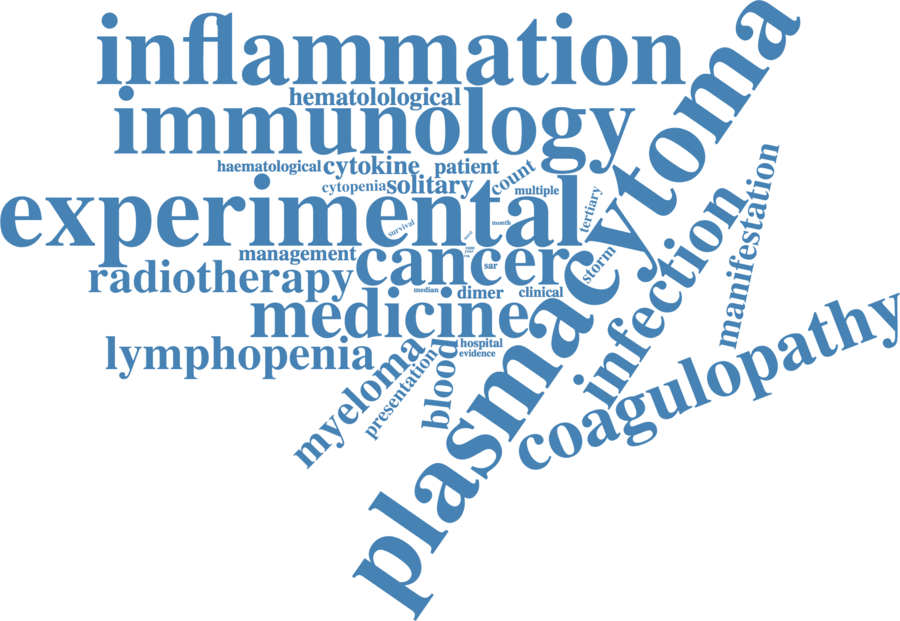 inflammation
hematolological
immunology
haematological
cytokine
patient
count
cytopenia
solitary
multiple
tertiary
experimental
survival
month
management
cancer
storm
radiotherapy
sar
median
dimer
clinical
medicine
plasmacytoma
infection
manifestation
lymphopenia
hospital
evidence
myeloma
presentation
blood
coagulopathy